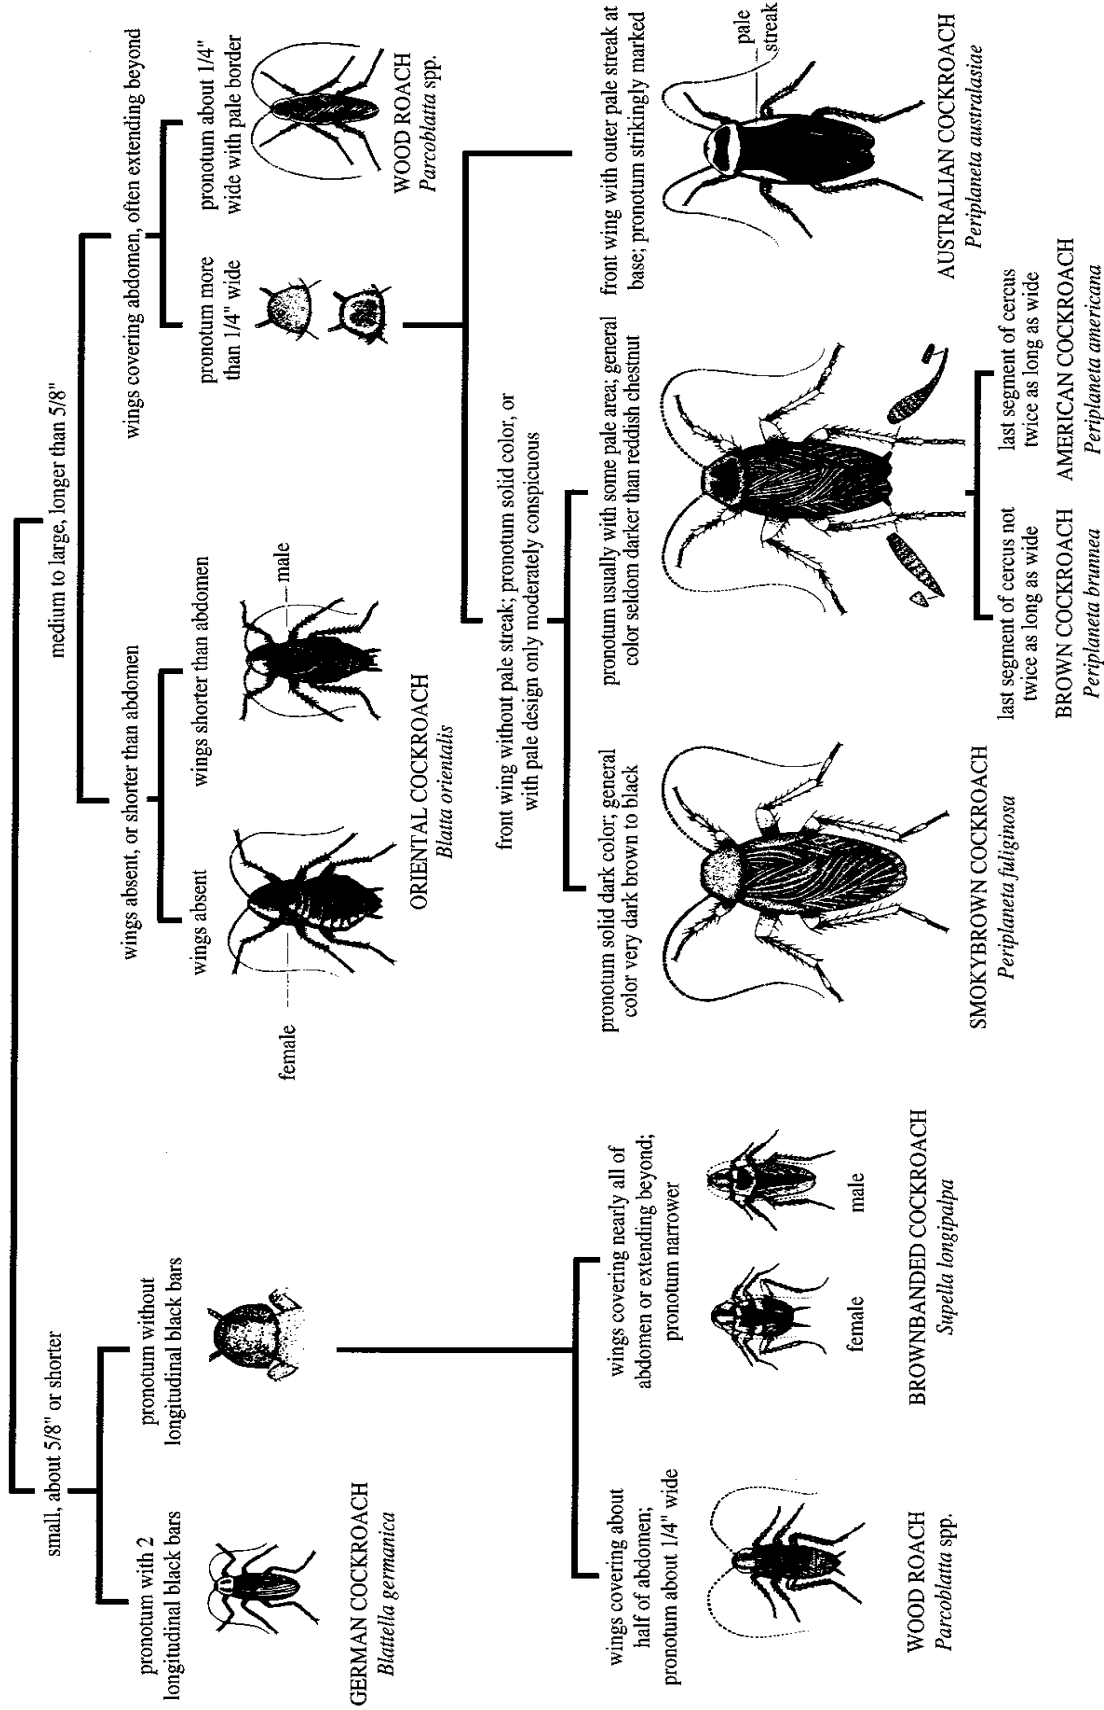 small, about 5/8" or shorter
medium to large, longer than 5/8"
pronotum with 2
longitudinal black bars
pronotum without
longitudinal black bars
GERMAN COCKROACH
Blattella germanica
wings covering about
half of abdomen;
pronotum about 1/4" wide
WOOD ROACH
Parcoblatta spp.
wings covering nearly all of
abdomen or extending beyond;
pronotum narrower
female
male
BROWNBANDED COCKROACH
Supella longipalpa
wings absent, or shorter than abdomen
wings absent
wings shorter than abdomen
female
male
ORIENTAL COCKROACH
Blatta orientalis
wings covering abdomen, often extending beyond
pronotum more
than 1/4" wide
pronotum about 1/4"
wide with pale border
WOOD ROACH
Parcoblatta spp.
front wing without pale streak; pronotum solid color, or
with pale design only moderately conspicuous
front wing with outer pale streak at
base; pronotum strikingly marked
pale
streak
AUSTRALIAN COCKROACH
Periplaneta australasiae
pronotum solid dark color; general
color very dark brown to black
SMOKYBROWN COCKROACH
Periplaneta fuliginosa
pronotum usually with some pale area; general
color seldom darker than reddish chestnut
last segment of cercus not
twice as long as wide
BROWN COCKROACH
Periplaneta brunnea
last segment of cercus
twice as long as wide
AMERICAN COCKROACH
Periplaneta americana